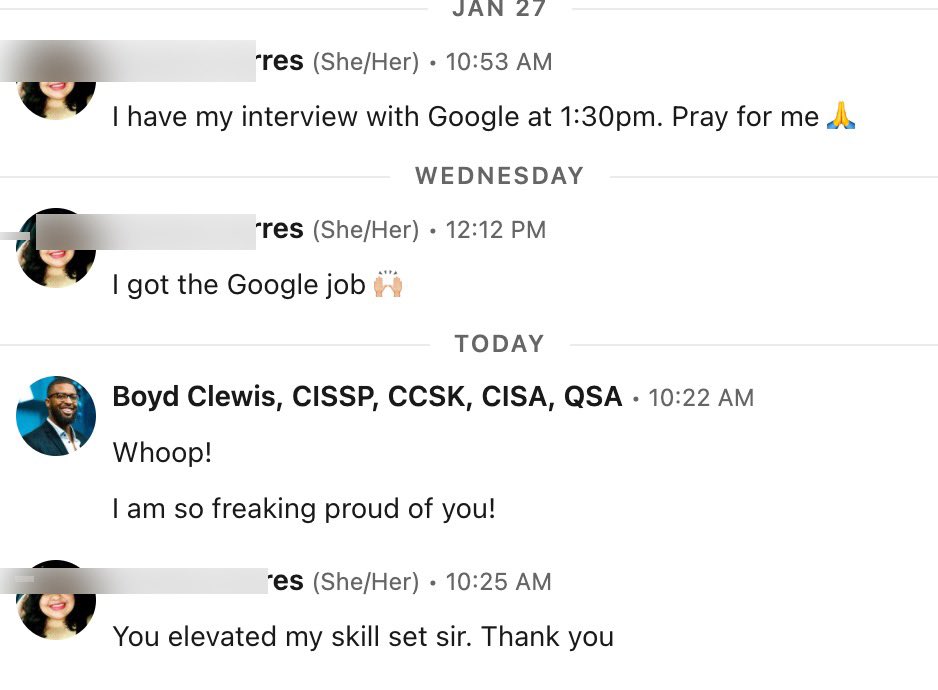 JAN 27
rres (She/Her) • 10:53 AM
I have my interview with Google at 1:30pm. Pray for me 🙏
WEDNESDAY
rres (She/Her) • 12:12 PM
I got the Google job 🙌🏼
TODAY
Boyd Clewis, CISSP, CCSK, CISA, QSA • 10:22 AM
Whoop!
I am so freaking proud of you!
res (She/Her) • 10:25 AM
You elevated my skill set sir. Thank you